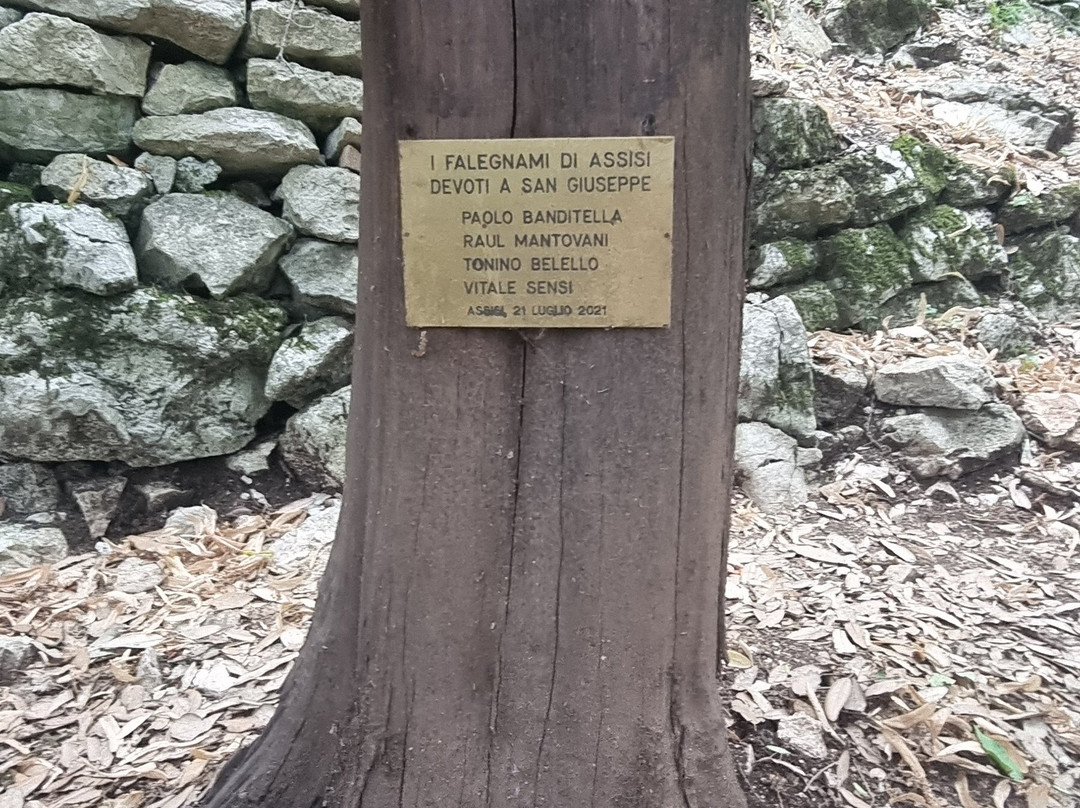 I FALEGNAMI DI ASSISI
DEVOTI A SAN GIUSEPPE
PAOLO BANDITELLA
RAUL MANTOVANI
TONINO BELELLO
VITALE SENSI
ASSISI, 21 LUGLIO 2021